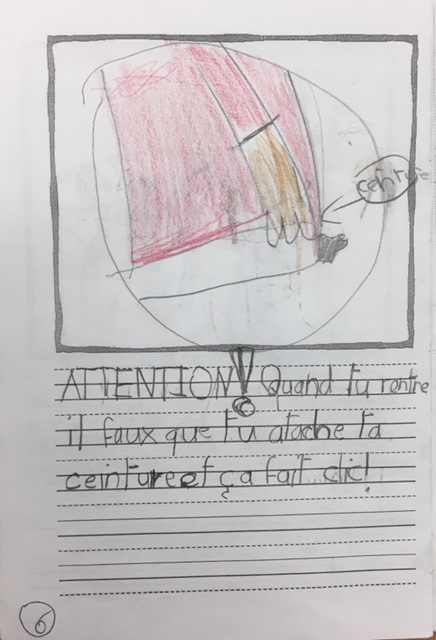 ceinture
ATTENTION! Quand tu rentre
il faux que tu atache ta
ceinture et ça fait clic!
6